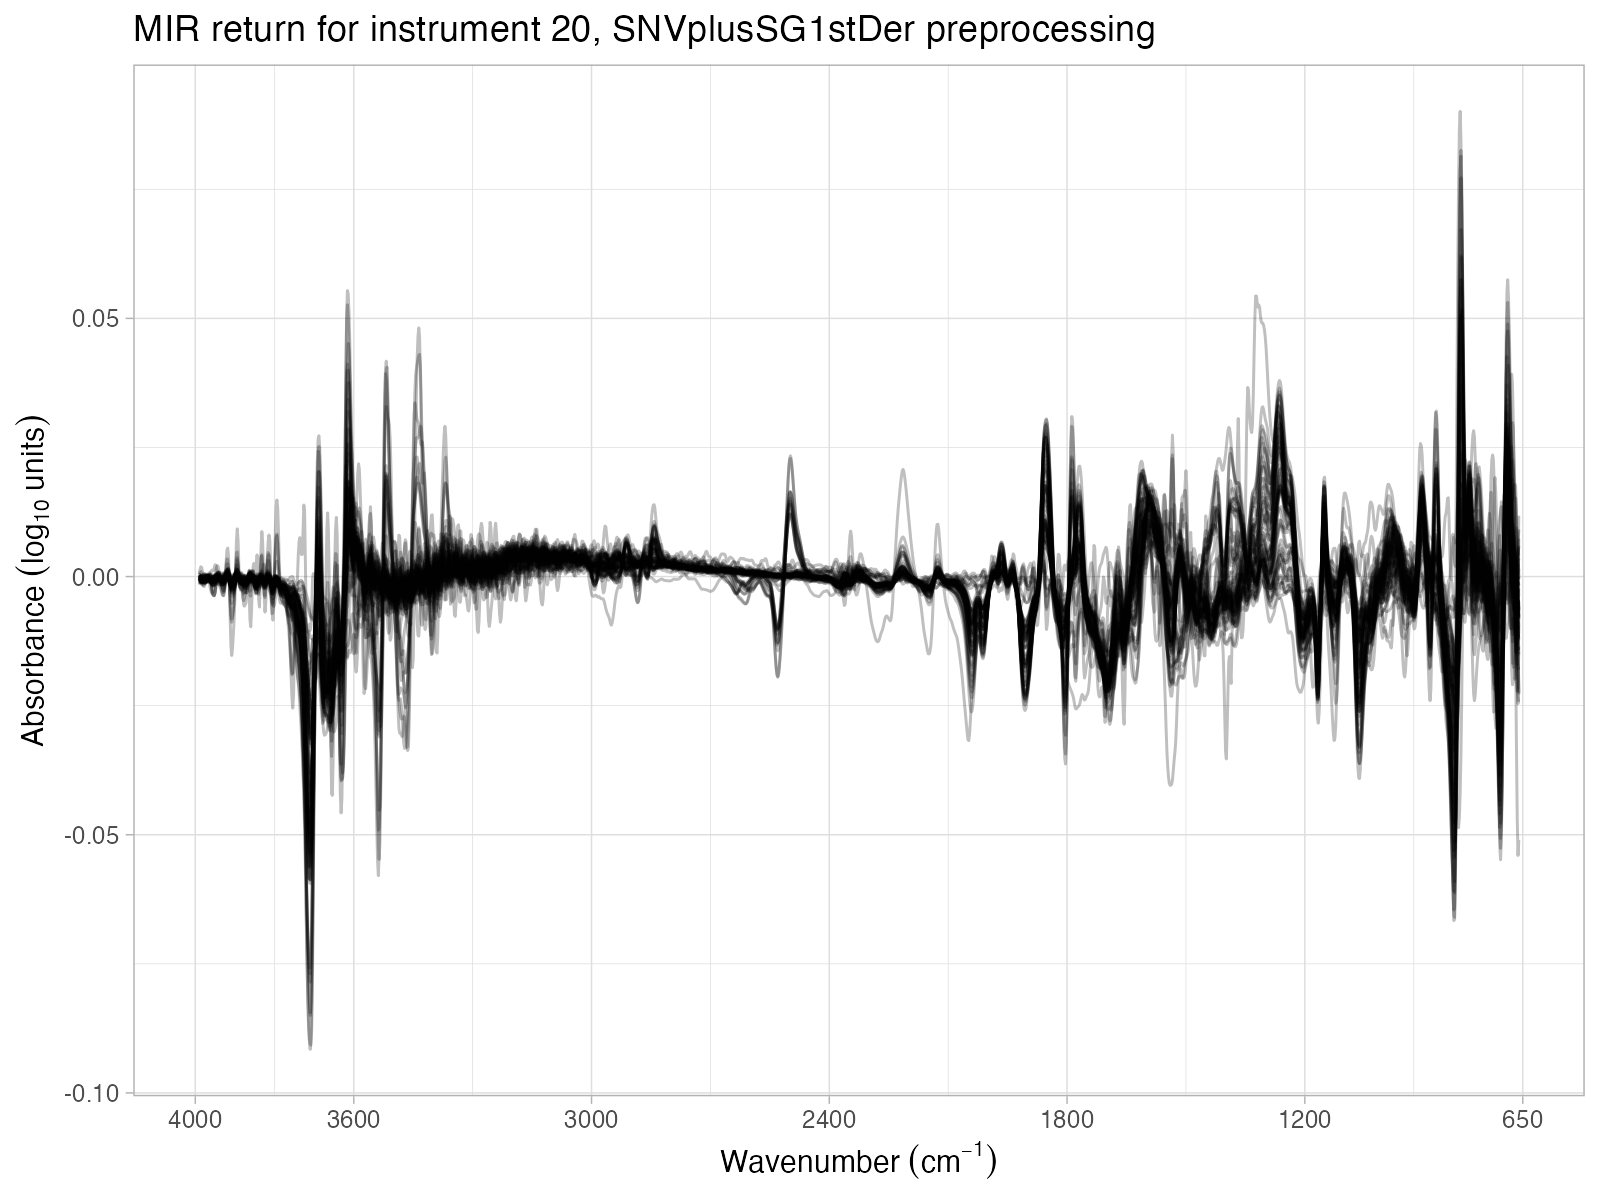 MIR return for instrument 20, SNVplusSG1stDer preprocessing
Absorbance (log₁₀ units)
0.05
0.00
-0.05
-0.10
4000 3600 3000 2400 1800 1200 650
Wavenumber (cm⁻¹)